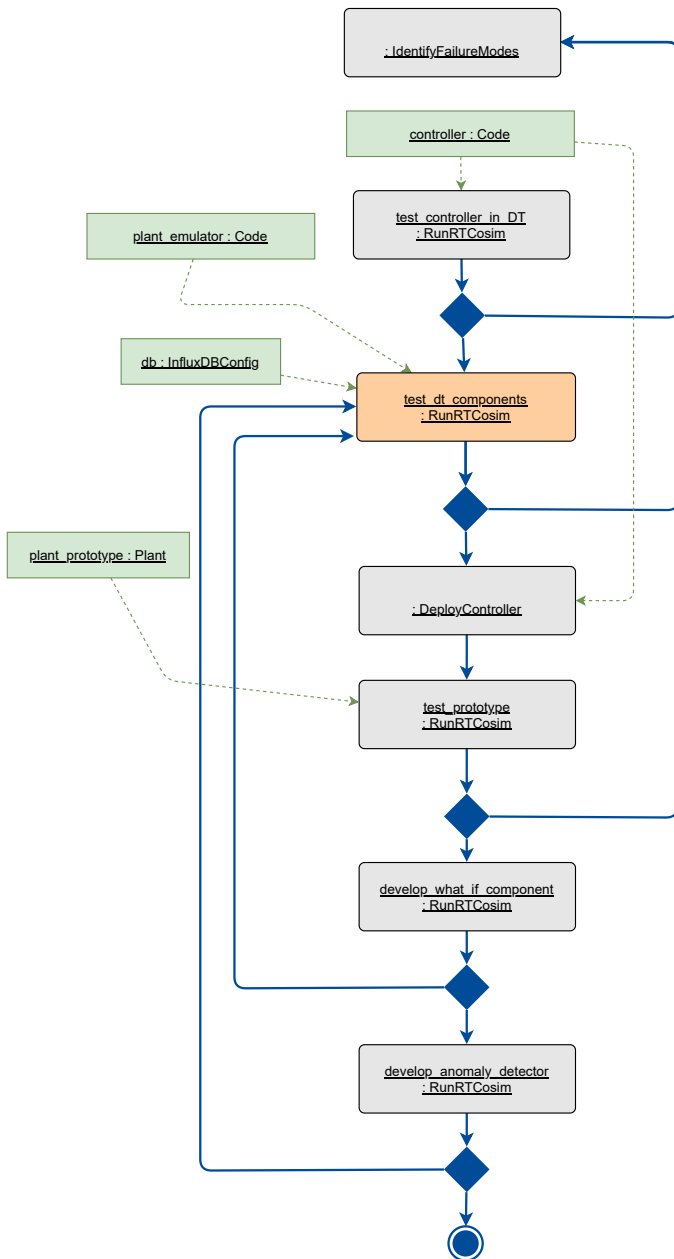 : IdentifyFailureModes
controller : Code
test_controller_in_DT
: RunRTCosim
plant_emulator : Code
db : InfluxDBConfig
test_dt_components
: RunRTCosim
plant_prototype : Plant
: DeployController
test_prototype
: RunRTCosim
develop_what_if_component
: RunRTCosim
develop_anomaly_detector
: RunRTCosim